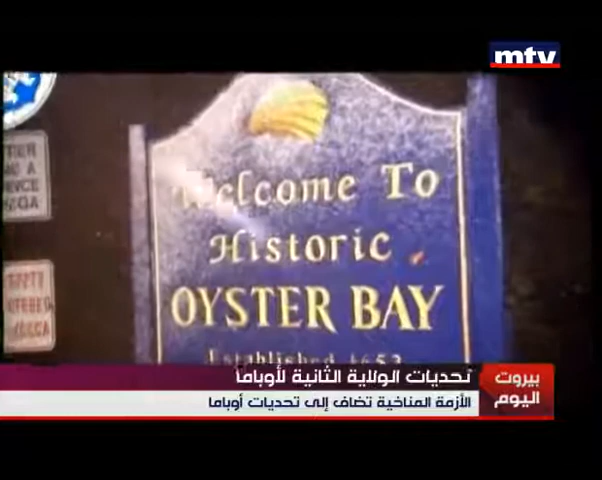 mtv
Welcome To
Historic
OYSTER BAY
Established 1653
تحديات الولاية الثانية لأوباما
الأزمة المناخية تضاف إلى تحديات أوباما
بيروت
اليوم